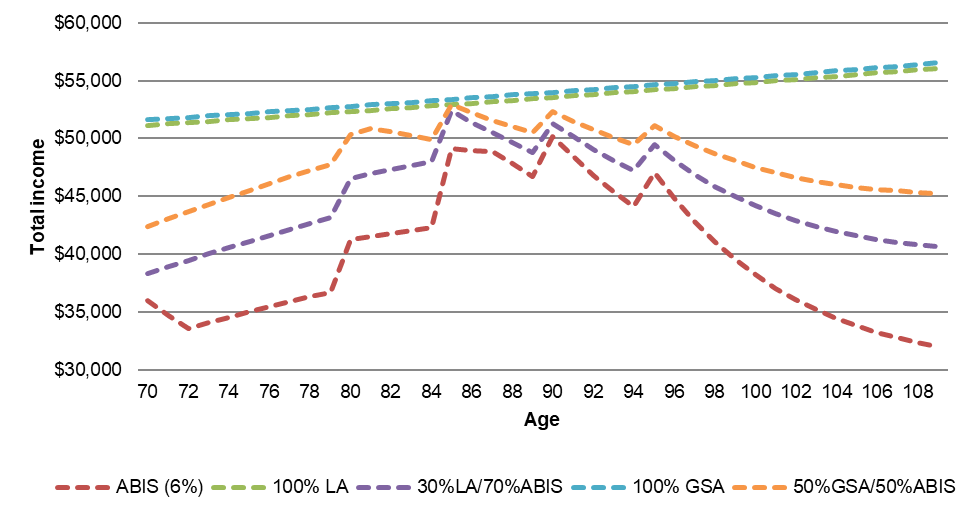 $60,000
$55,000
$50,000
$45,000
$40,000
$35,000
$30,000
Total income
70 72 74 76 78 80 82 84 86 88 90 92 94 96 98 100 102 104 106 108
Age
ABIS (6%) 100% LA 30%LA/70%ABIS 100% GSA 50%GSA/50%ABIS